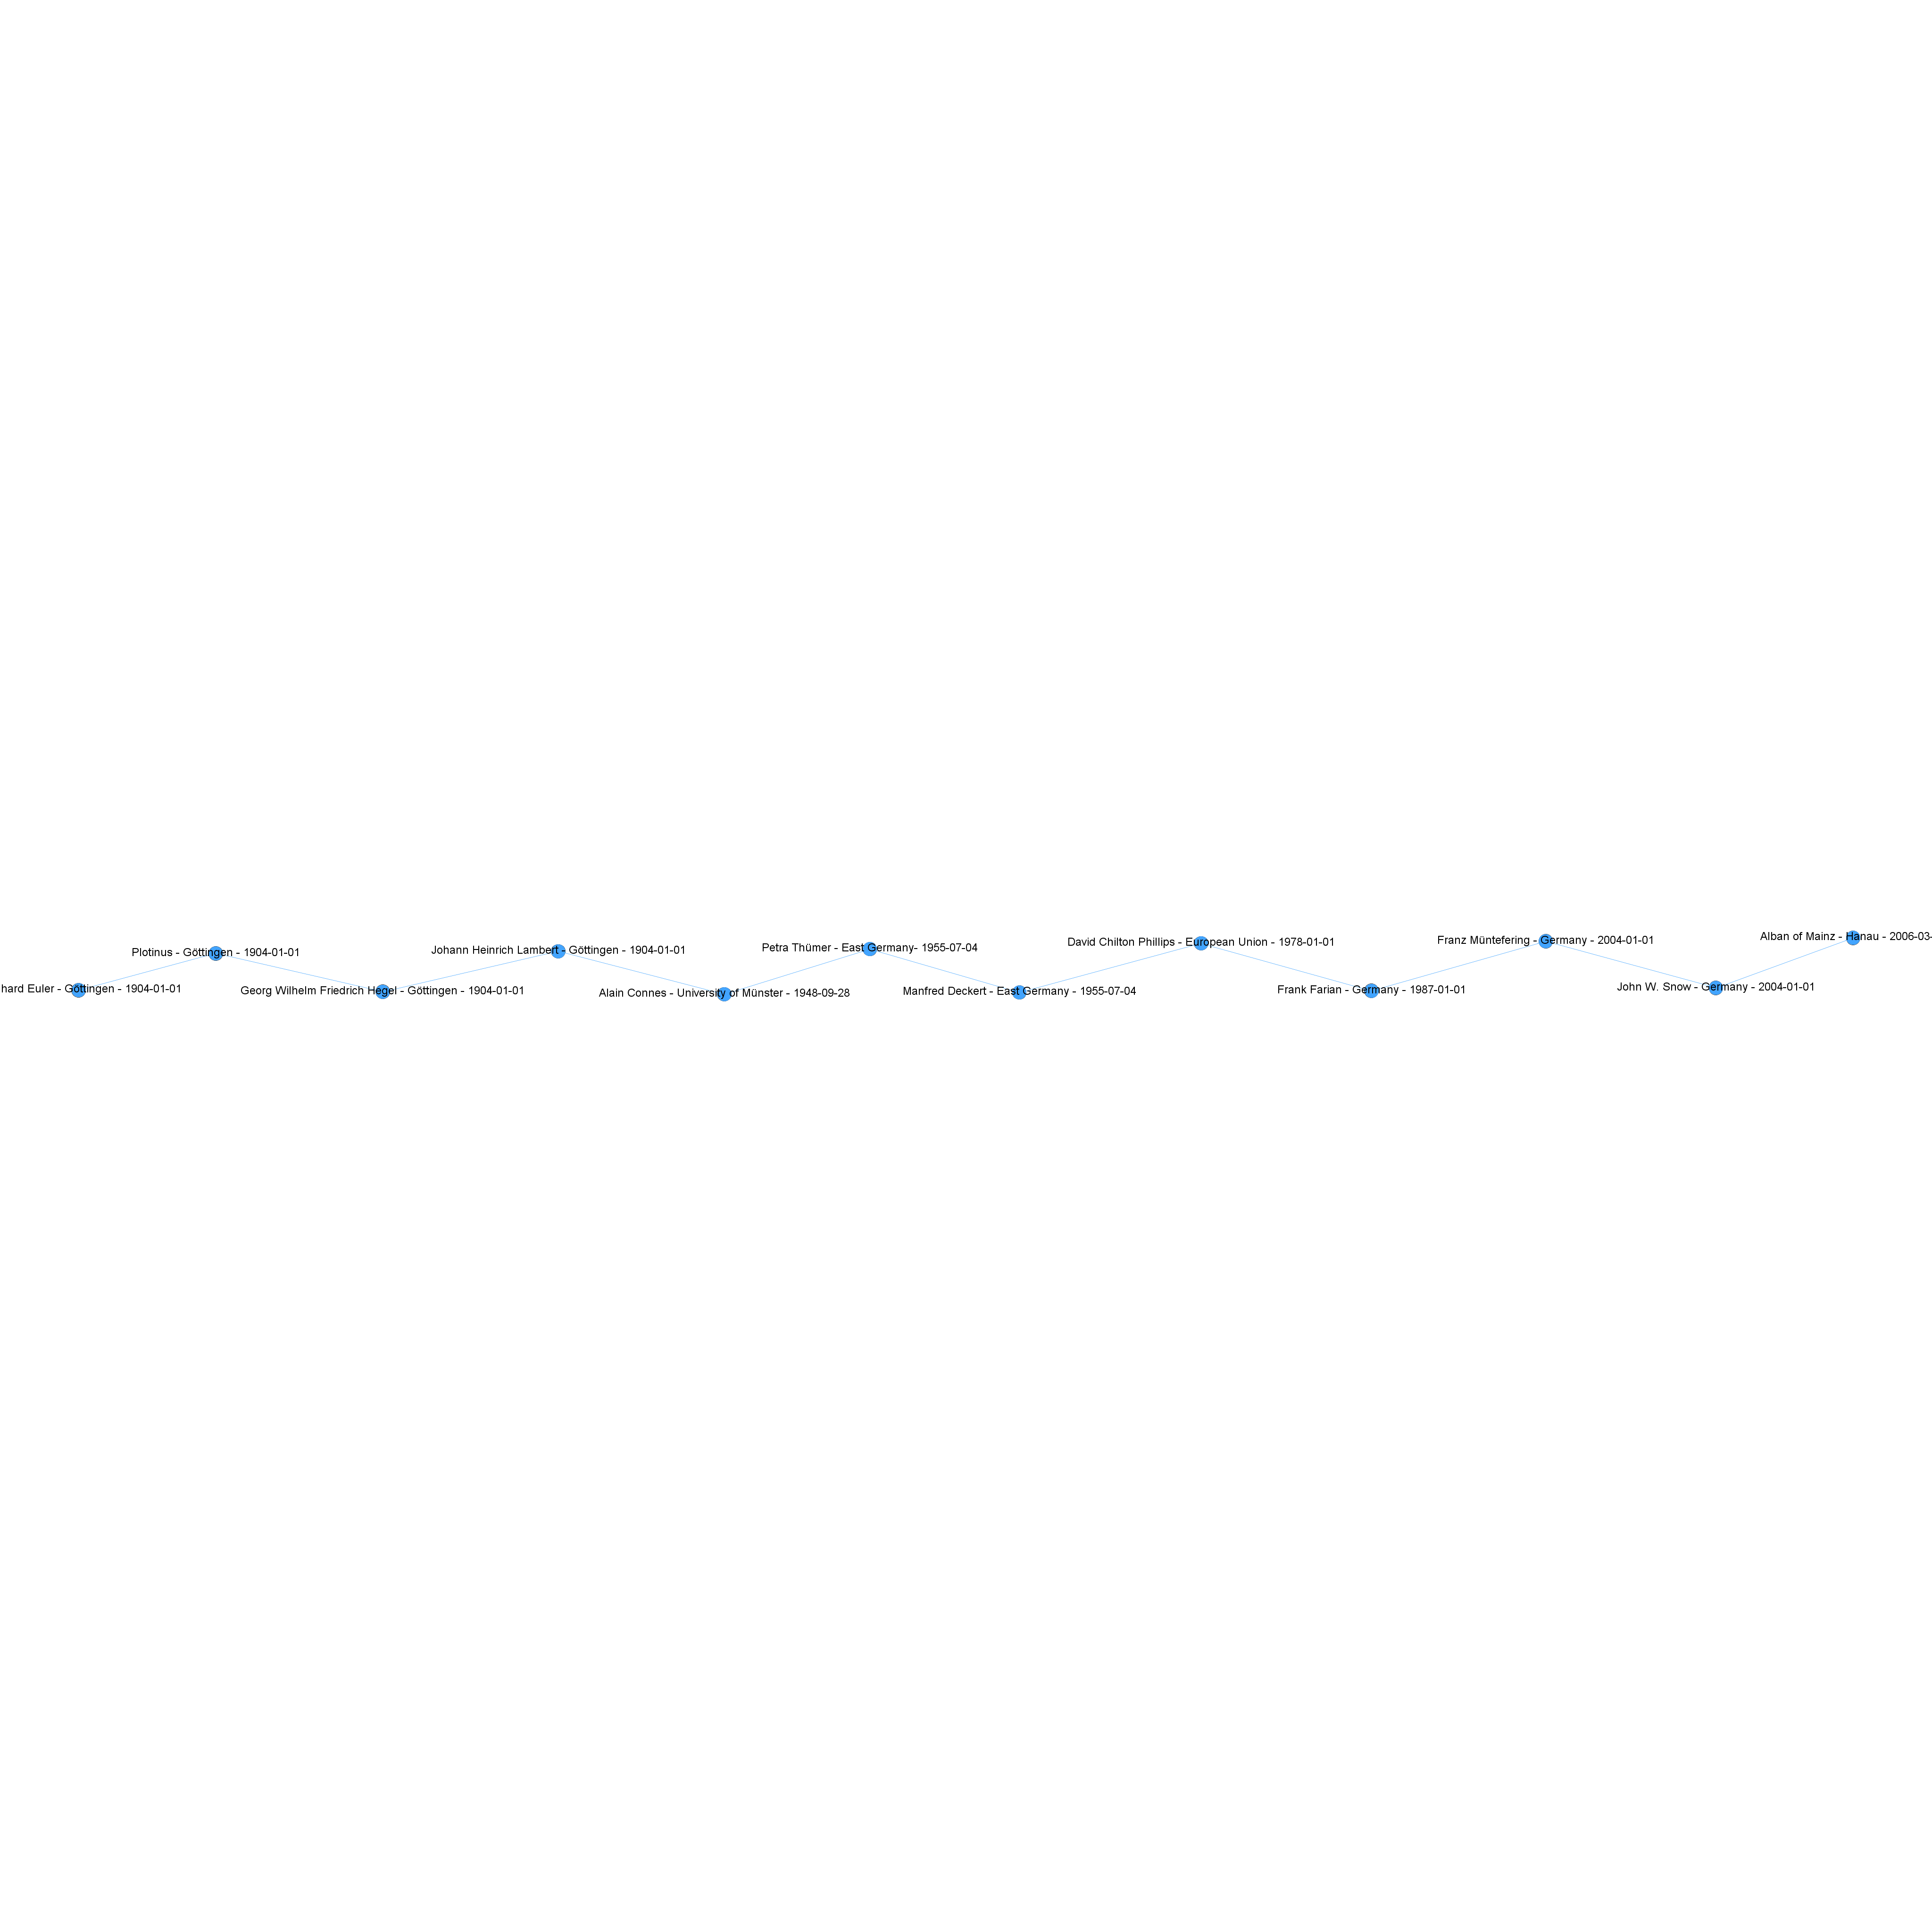 hard Euler - Göttingen - 1904-01-01
Plotinus - Göttingen - 1904-01-01
Georg Wilhelm Friedrich Hegel - Göttingen - 1904-01-01
Johann Heinrich Lambert - Göttingen - 1904-01-01
Alain Connes - University of Münster - 1948-09-28
Petra Thümer - East Germany- 1955-07-04
Manfred Deckert - East Germany - 1955-07-04
David Chilton Phillips - European Union - 1978-01-01
Frank Farian - Germany - 1987-01-01
Franz Müntefering - Germany - 2004-01-01
John W. Snow - Germany - 2004-01-01
Alban of Mainz - Hanau - 2006-03-